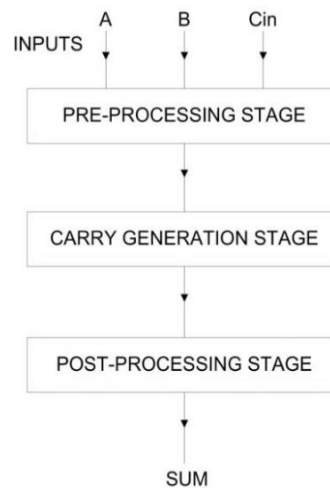 A B Cin
INPUTS
PRE-PROCESSING STAGE
CARRY GENERATION STAGE
POST-PROCESSING STAGE
SUM